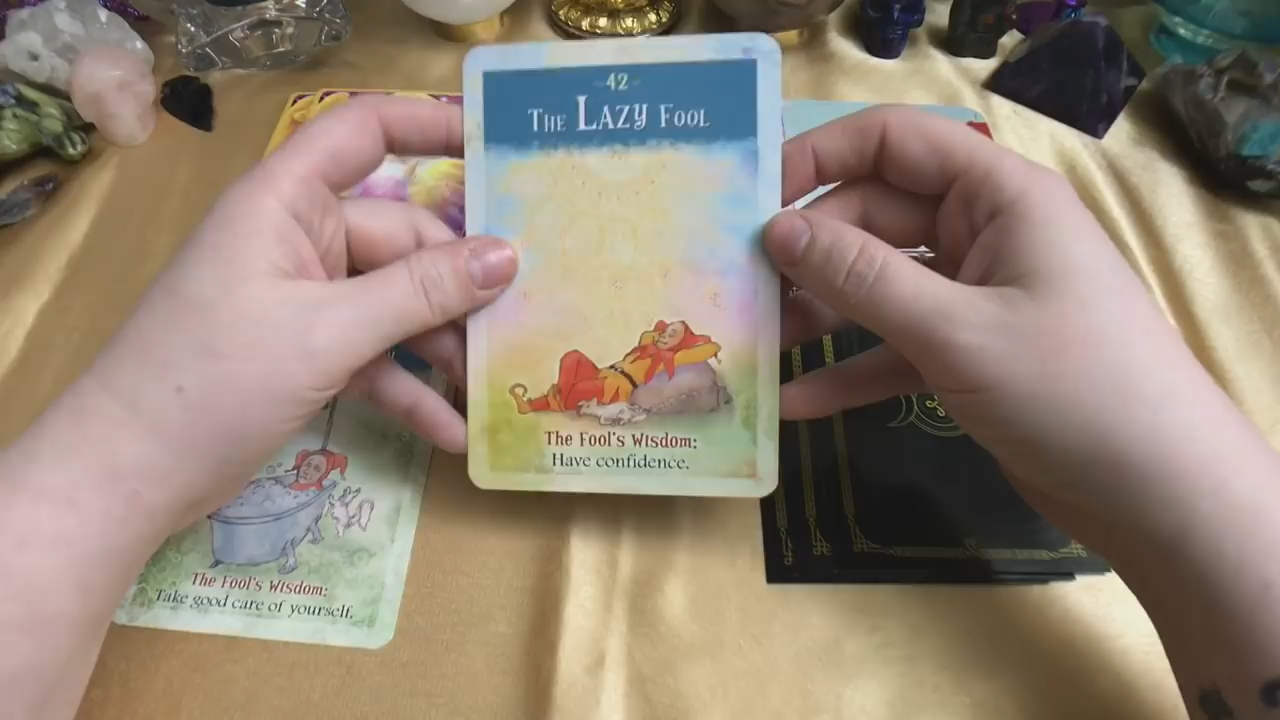 42
The LAZY Fool
The Fool's Wisdom:
Have confidence.
The Fool's Wisdom:
Take good care of yourself.